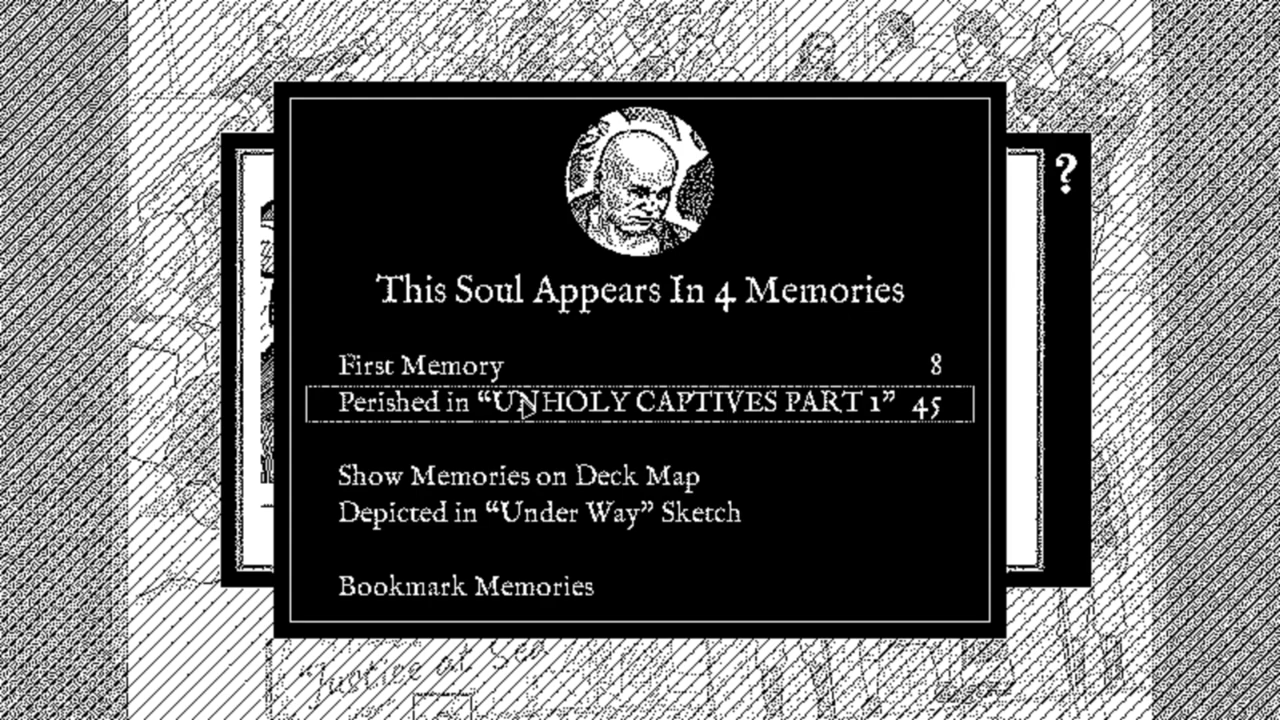 ?
This Soul Appears In 4 Memories
First Memory 8
Perished in “UNHOLY CAPTIVES PART 1” 45
Show Memories on Deck Map
Depicted in “Under Way” Sketch
Bookmark Memories
"Justice at Sea